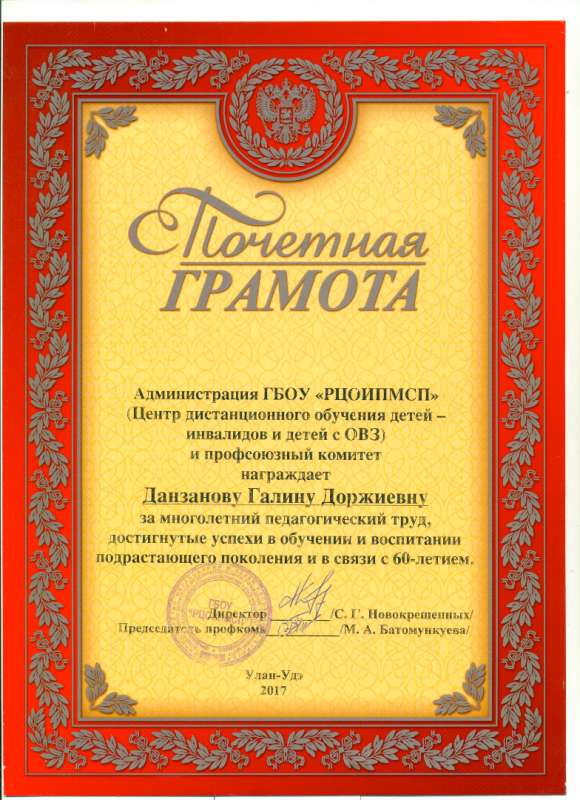 Почетная
ГРАМОТА
Администрация ГБОУ «РЦОИПМСП»
(Центр дистанционного обучения детей –
инвалидов и детей с ОВЗ)
и профсоюзный комитет
награждает
Данзанову Галину Доржиевну
за многолетний педагогический труд,
достигнутые успехи в обучении и воспитании
подрастающего поколения и в связи с 60-летием.
Директор /С. Г. Новокрешенных/
Председатель профкома /М. А. Батомункуева/
ГБОУ
"РЦОИПМСП"
Улан-Удэ
2017